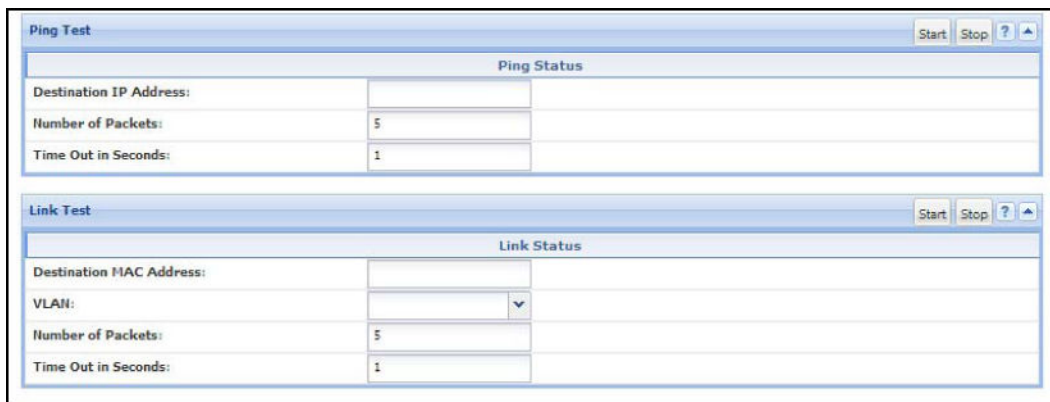 Ping Test Start Stop ?
Ping Status
Destination IP Address:
Number of Packets: 5
Time Out in Seconds: 1
Link Test Start Stop ?
Link Status
Destination MAC Address:
VLAN:
Number of Packets: 5
Time Out in Seconds: 1